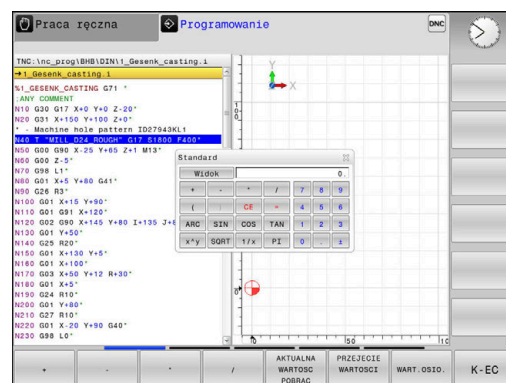 Praca ręczna
Programowanie
DNC
TNC:\nc_prog\BHB\DIN\1_Gesenk_casting.i
→1_Gesenk_casting.i
%1_GESENK_CASTING G71 *
;ANY COMMENT
N10 G30 G17 X+0 Y+0 Z-20*
N20 G31 X+150 Y+100 Z+0*
* - Machine hole pattern ID27943KL1
N40 T "MILL_D24_ROUGH" G17 S1800 F400*
N50 G00 G90 X-25 Y+85 Z+1 M13*
N60 G00 Z-5*
N70 G98 L1*
N80 G01 X+5 Y+80 G41*
N90 G26 R3*
N100 G01 X+15 Y+90*
N110 G01 G91 X+120*
N120 G02 G90 X+145 Y+80 I+135 J+
N130 G01 Y+50*
N140 G25 R20*
N150 G01 X+130 Y+5*
N160 G01 X+100*
N170 G03 X+50 Y+12 R+30*
N180 G01 X+5*
N190 G24 R10*
N200 G01 Y+80*
N210 G27 R10*
N220 G01 X-20 Y+90 G40*
N230 G98 L0*
Y
X
Standard
Widok 0.
+ - * / 7 8 9
( ) CE = 4 5 6
ARC SIN COS TAN 1 2 3
x^y SQRT 1/x PI 0 . ±
0 50 10
+ - * /
AKTUALNA WARTOSC POBRAC
PRZEJECIE WARTOSCI
WART.OSIO.
K-EC